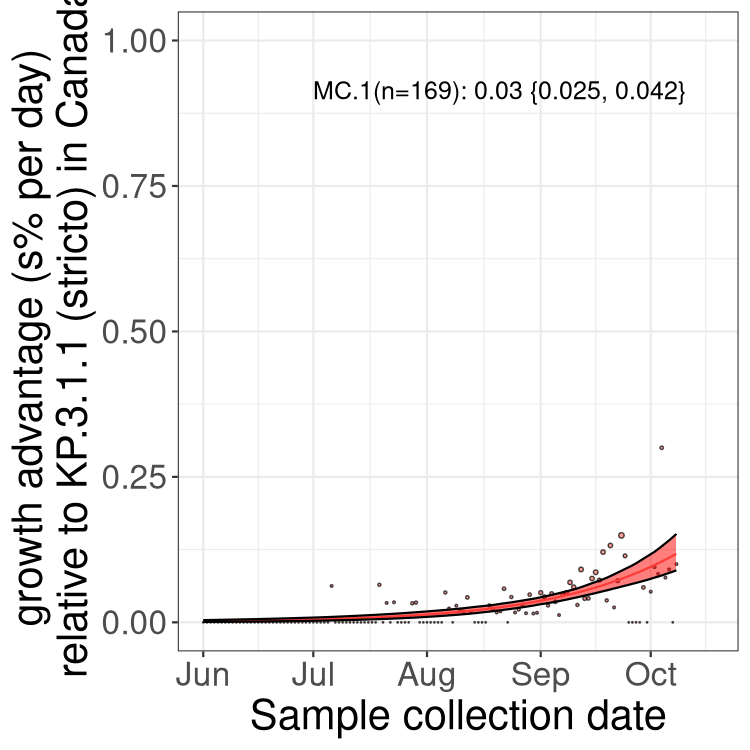 growth advantage (s% per day)
relative to KP.3.1.1 (stricto) in Canada
1.00
MC.1(n=169): 0.03 {0.025, 0.042}
0.75
0.50
0.25
0.00
Jun Jul Aug Sep Oct
Sample collection date